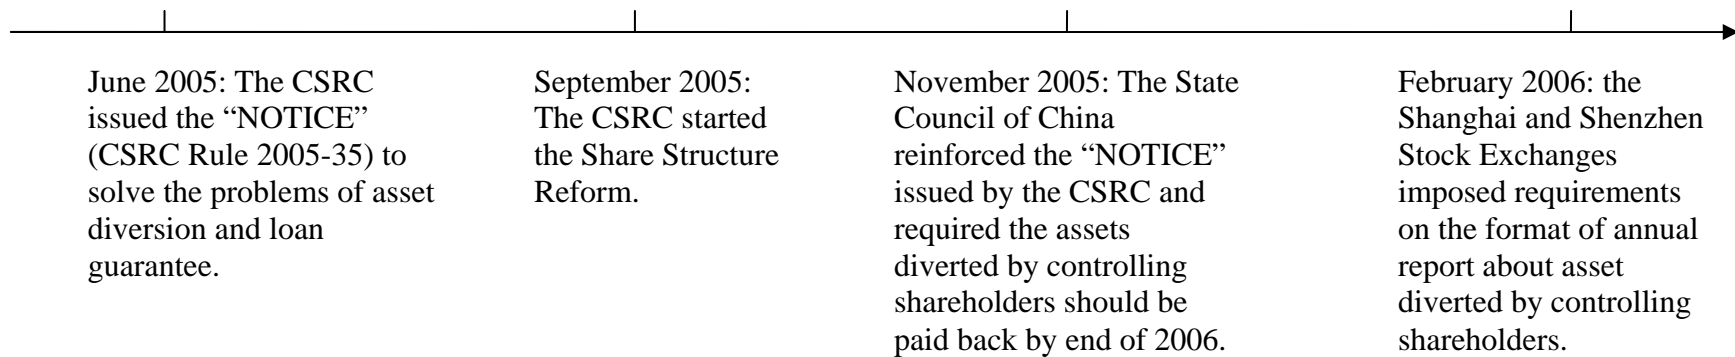 June 2005: The CSRC
issued the “NOTICE”
(CSRC Rule 2005-35) to
solve the problems of asset
diversion and loan
guarantee.
September 2005:
The CSRC started
the Share Structure
Reform.
November 2005: The State
Council of China
reinforced the “NOTICE”
issued by the CSRC and
required the assets
diverted by controlling
shareholders should be
paid back by end of 2006.
February 2006: the
Shanghai and Shenzhen
Stock Exchanges
imposed requirements
on the format of annual
report about asset
diverted by controlling
shareholders.